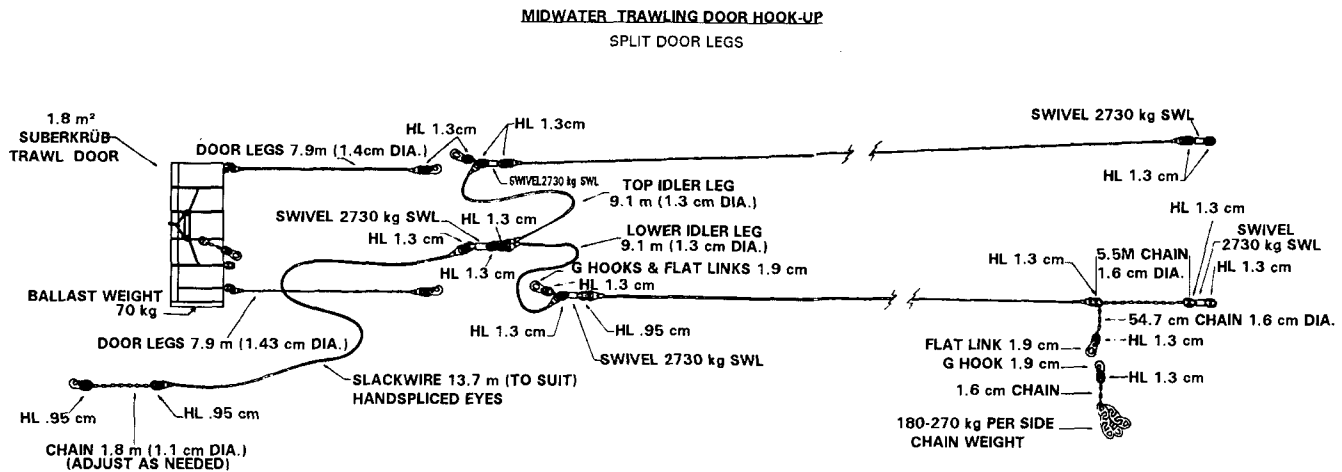 MIDWATER TRAWLING DOOR HOOK-UP
SPLIT DOOR LEGS
1.8 m²
SUBERKRÜB
TRAWL DOOR
DOOR LEGS 7.9m (1.4cm DIA.)
HL 1.3cm
HL 1.3cm
SWIVEL 2730 kg SWL
HL 1.3 cm
SWIVEL2730 kg SWL
TOP IDLER LEG
9.1 m (1.3 cm DIA.)
SWIVEL 2730 kg SWL
HL 1.3 cm
HL 1.3 cm
HL 1.3 cm
LOWER IDLER LEG
9.1 m (1.3 cm DIA.)
G HOOKS & FLAT LINKS 1.9 cm
HL 1.3 cm
HL 1.3 cm
HL .95 cm
SWIVEL 2730 kg SWL
HL 1.3 cm
5.5M CHAIN
1.6 cm DIA.
HL 1.3 cm
SWIVEL
2730 kg SWL
HL 1.3 cm
BALLAST WEIGHT
70 kg
DOOR LEGS 7.9 m (1.43 cm DIA.)
54.7 cm CHAIN 1.6 cm DIA.
FLAT LINK 1.9 cm
HL 1.3 cm
G HOOK 1.9 cm
HL 1.3 cm
1.6 cm CHAIN
180-270 kg PER SIDE
CHAIN WEIGHT
SLACKWIRE 13.7 m (TO SUIT)
HANDSPLICED EYES
HL .95 cm
HL .95 cm
CHAIN 1.8 m (1.1 cm DIA.)
(ADJUST AS NEEDED)